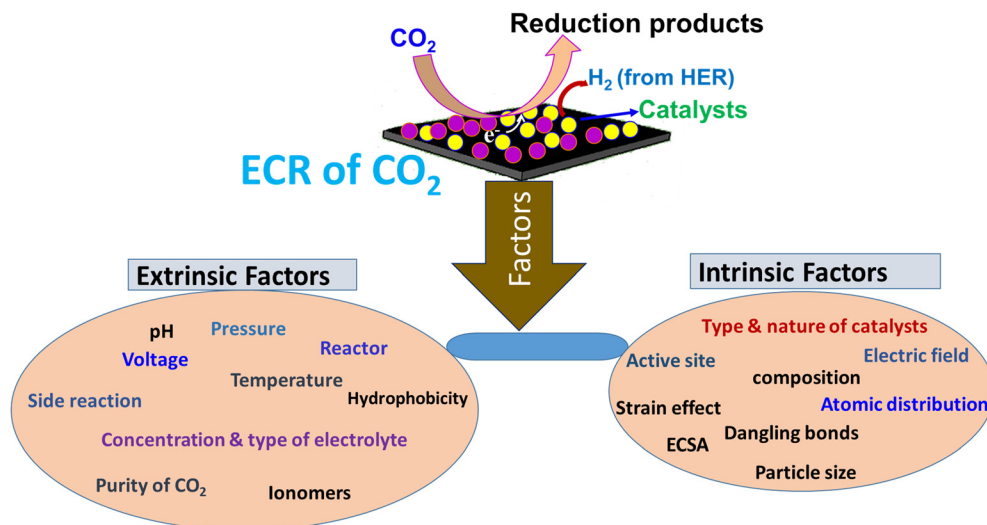 Reduction products
CO₂
H₂ (from HER)
Catalysts
e⁻
ECR of CO₂
Factors
Extrinsic Factors
pH
Pressure
Voltage
Reactor
Temperature
Side reaction
Hydrophobicity
Concentration & type of electrolyte
Purity of CO₂
Ionomers
Intrinsic Factors
Type & nature of catalysts
Active site
Electric field
composition
Strain effect
Atomic distribution
ECSA
Dangling bonds
Particle size